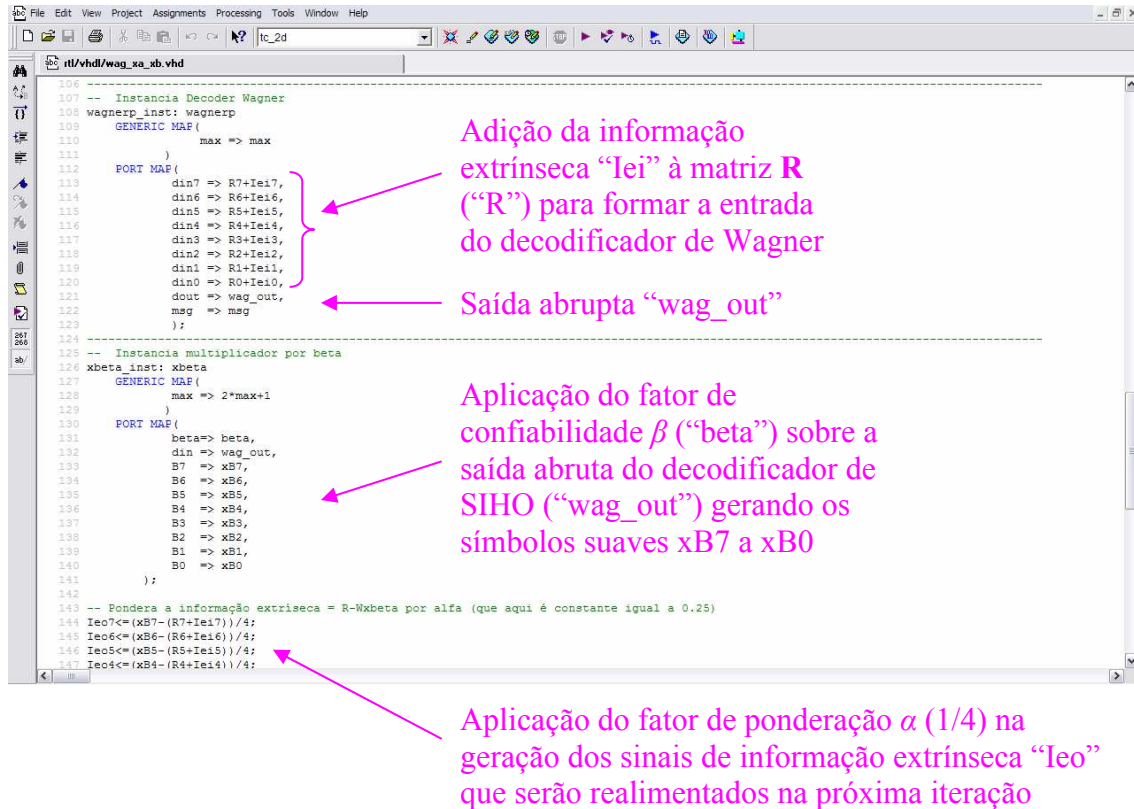 File Edit View Project Assignments Processing Tools Window Help
tc_2d
rtl/vhdl/wag_xa_xb.vhd
106 ------------------------------------------------------------
107 -- Instancia Decoder Wagner
108 wagnerp_inst: wagnerp
109 GENERIC MAP(
110 max => max
111 )
112 PORT MAP(
113 din7 => R7+Iei7,
114 din6 => R6+Iei6,
115 din5 => R5+Iei5,
116 din4 => R4+Iei4,
117 din3 => R3+Iei3,
118 din2 => R2+Iei2,
119 din1 => R1+Iei1,
120 din0 => R0+Iei0,
121 dout => wag_out,
122 msg => msg
123 );
124 ------------------------------------------------------------
125 -- Instancia multiplicador por beta
126 xbeta_inst: xbeta
127 GENERIC MAP(
128 max => 2*max+1
129 )
130 PORT MAP(
131 beta=> beta,
132 din => wag_out,
133 B7 => xB7,
134 B6 => xB6,
135 B5 => xB5,
136 B4 => xB4,
137 B3 => xB3,
138 B2 => xB2,
139 B1 => xB1,
140 B0 => xB0
141 );
142
143 -- Pondera a informação extríseca = R-Wxbeta por alfa (que aqui é constante igual a 0.25)
144 Ieo7<=(xB7-(R7+Iei7))/4;
145 Ieo6<=(xB6-(R6+Iei6))/4;
146 Ieo5<=(xB5-(R5+Iei5))/4;
147 Ieo4<=(xB4-(R4+Iei4))/4;
267
268
ab/
Adição da informação
extrínseca “Iei” à matriz R
(“R”) para formar a entrada
do decodificador de Wagner
Saída abrupta “wag_out”
Aplicação do fator de
confiabilidade β (“beta”) sobre a
saída abruta do decodificador de
SIHO (“wag_out”) gerando os
símbolos suaves xB7 a xB0
Aplicação do fator de ponderação α (1/4) na
geração dos sinais de informação extrínseca “Ieo”
que serão realimentados na próxima iteração